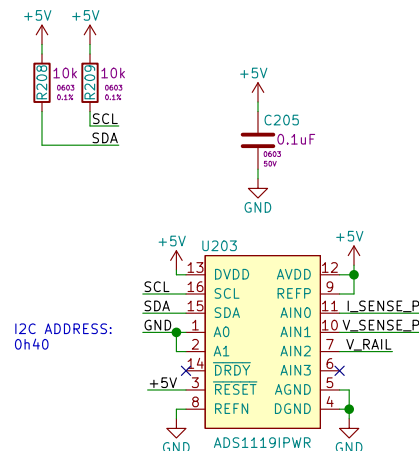 +5V +5V
R208 10k 0603 0.1%
R209 10k 0603 0.1%
SCL
SDA
+5V
C205
0.1uF
0603
50V
GND
I2C ADDRESS:
0h40
U203
+5V +5V
13 DVDD AVDD 12
SCL 16 SCL REFP 9
SDA 15 SDA AIN0 11 I_SENSE_P
GND 1 A0 AIN1 10 V_SENSE_P
2 A1 AIN2 7 V_RAIL
14 DRDY AIN3 6
+5V 3 RESET AGND 5
8 REFN DGND 4
GND GND
ADS1119IPWR